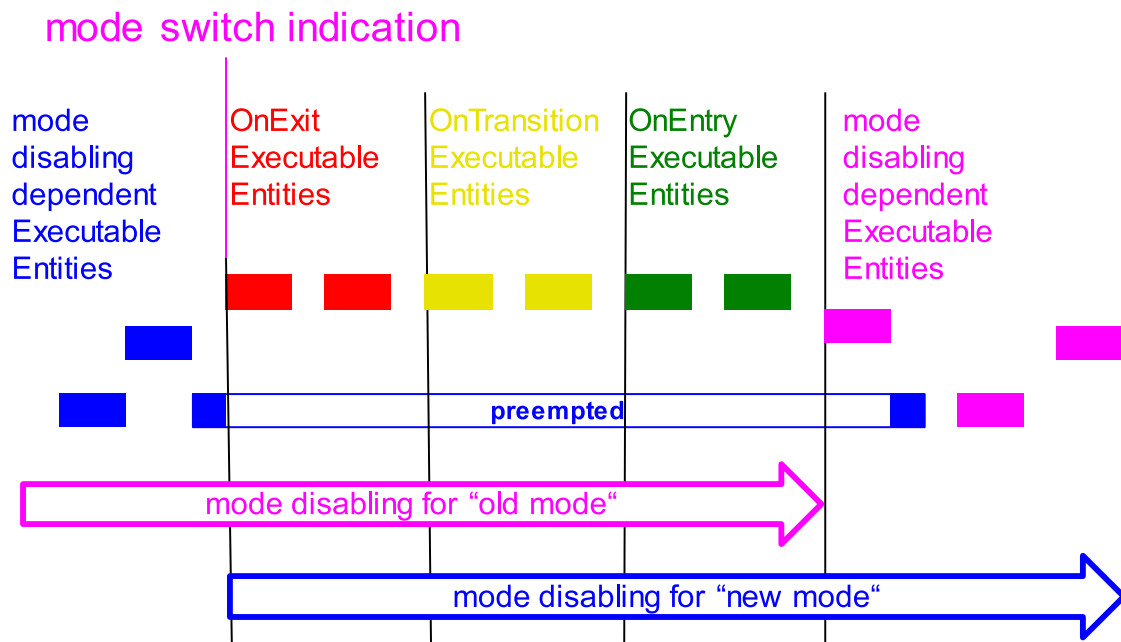 mode switch indication
mode
disabling
dependent
Executable
Entities
OnExit
Executable
Entities
OnTransition
Executable
Entities
OnEntry
Executable
Entities
mode
disabling
dependent
Executable
Entities
preempted
mode disabling for “old mode“
mode disabling for “new mode“